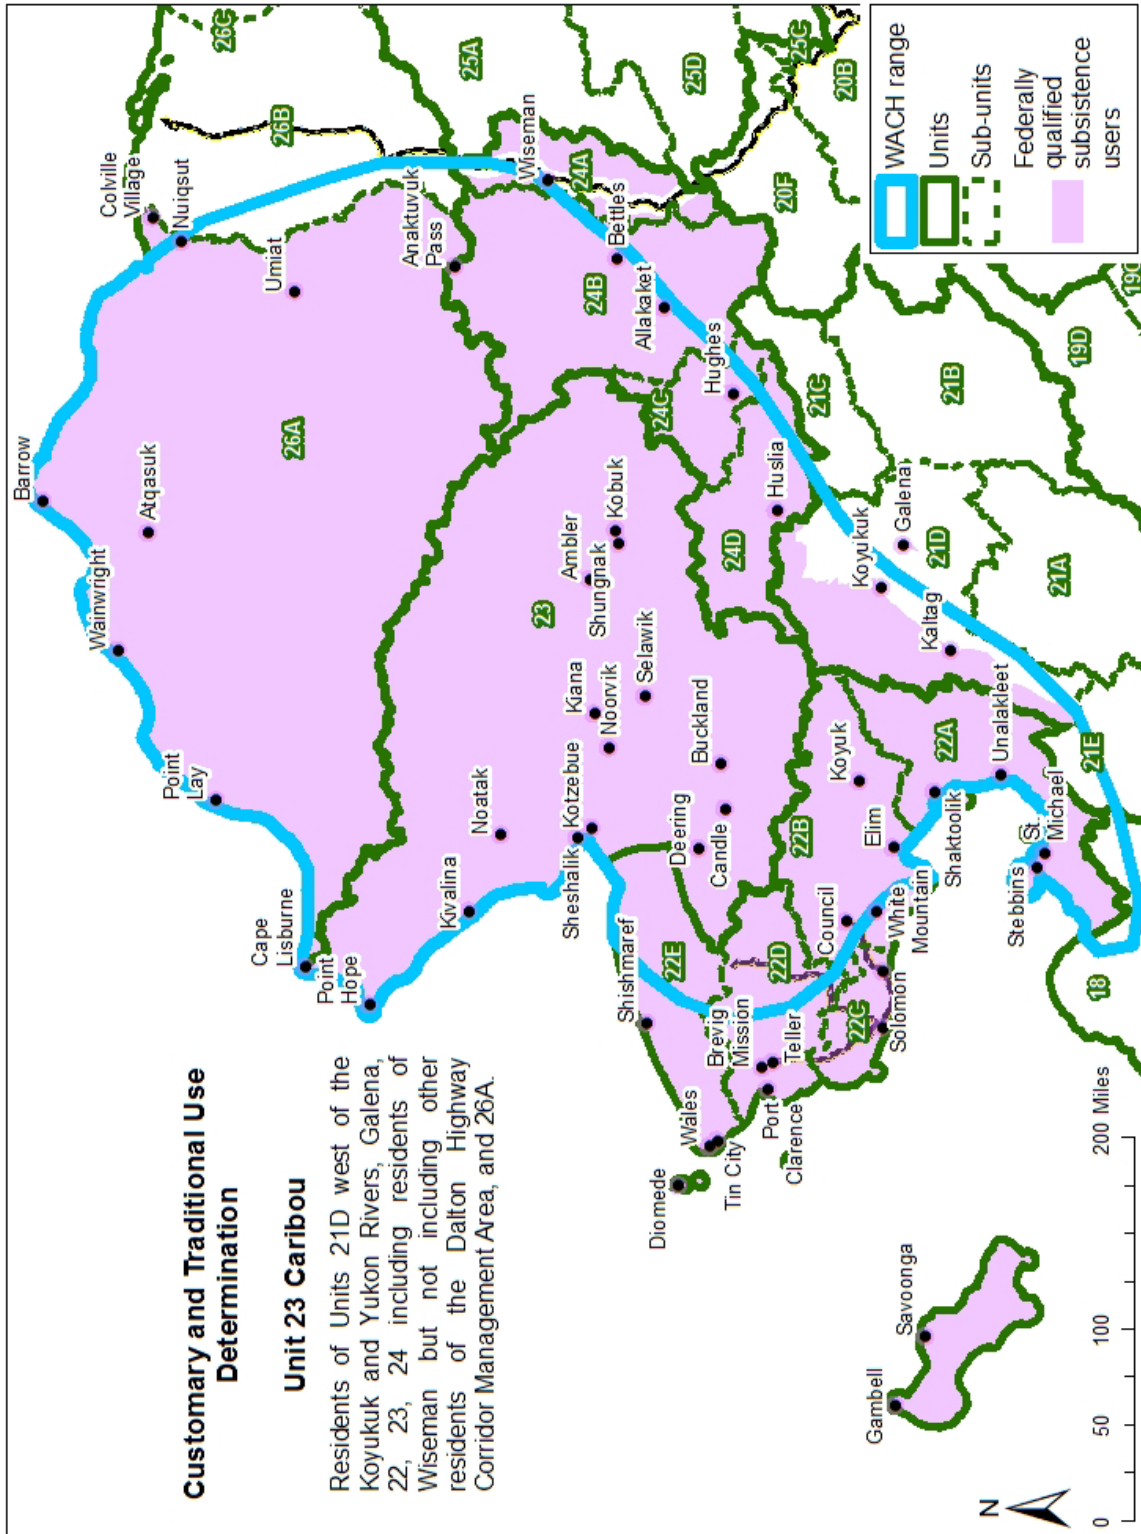 Customary and Traditional Use
Determination
Unit 23 Caribou
Residents of Units 21D west of the
Koyukuk and Yukon Rivers, Galena,
22, 23, 24 including residents of
Wiseman but not including other
residents of the Dalton Highway
Corridor Management Area, and 26A.
Barrow
Wainwright
Atqasuk
Point
Lay
Cape
Lisburne
Point
Hope
Colville
Village
Nuiqsut
Umiat
Anaktuvuk
Pass
Wiseman
Bettles
Allakaket
Hughes
Huslia
Kobuk
Ambler
Shungnak
Kiana
Noorvik
Selawik
Buckland
Noatak
Kivalina
Kotzebue
Sheshalik
Deering
Candle
Koyuk
Elim
Shaktoolik
Unalakleet
St.
Michael
Stebbins
Koyukuk
Galena
Kaltag
Council
White
Mountain
Solomon
Shishmaref
Brevig
Mission
Teller
Port
Clarence
Wales
Tin City
Diomede
Savoonga
Gambell
26C
26B
26A
25A
25D
25C
20B
20F
24A
24B
24C
24D
23
22E
22D
22C
22B
22A
21E
21D
21C
21B
21A
19D
19C
18
WACH range
Units
Sub-units
Federally
qualified
subsistence
users
N
0 50 100 200 Miles